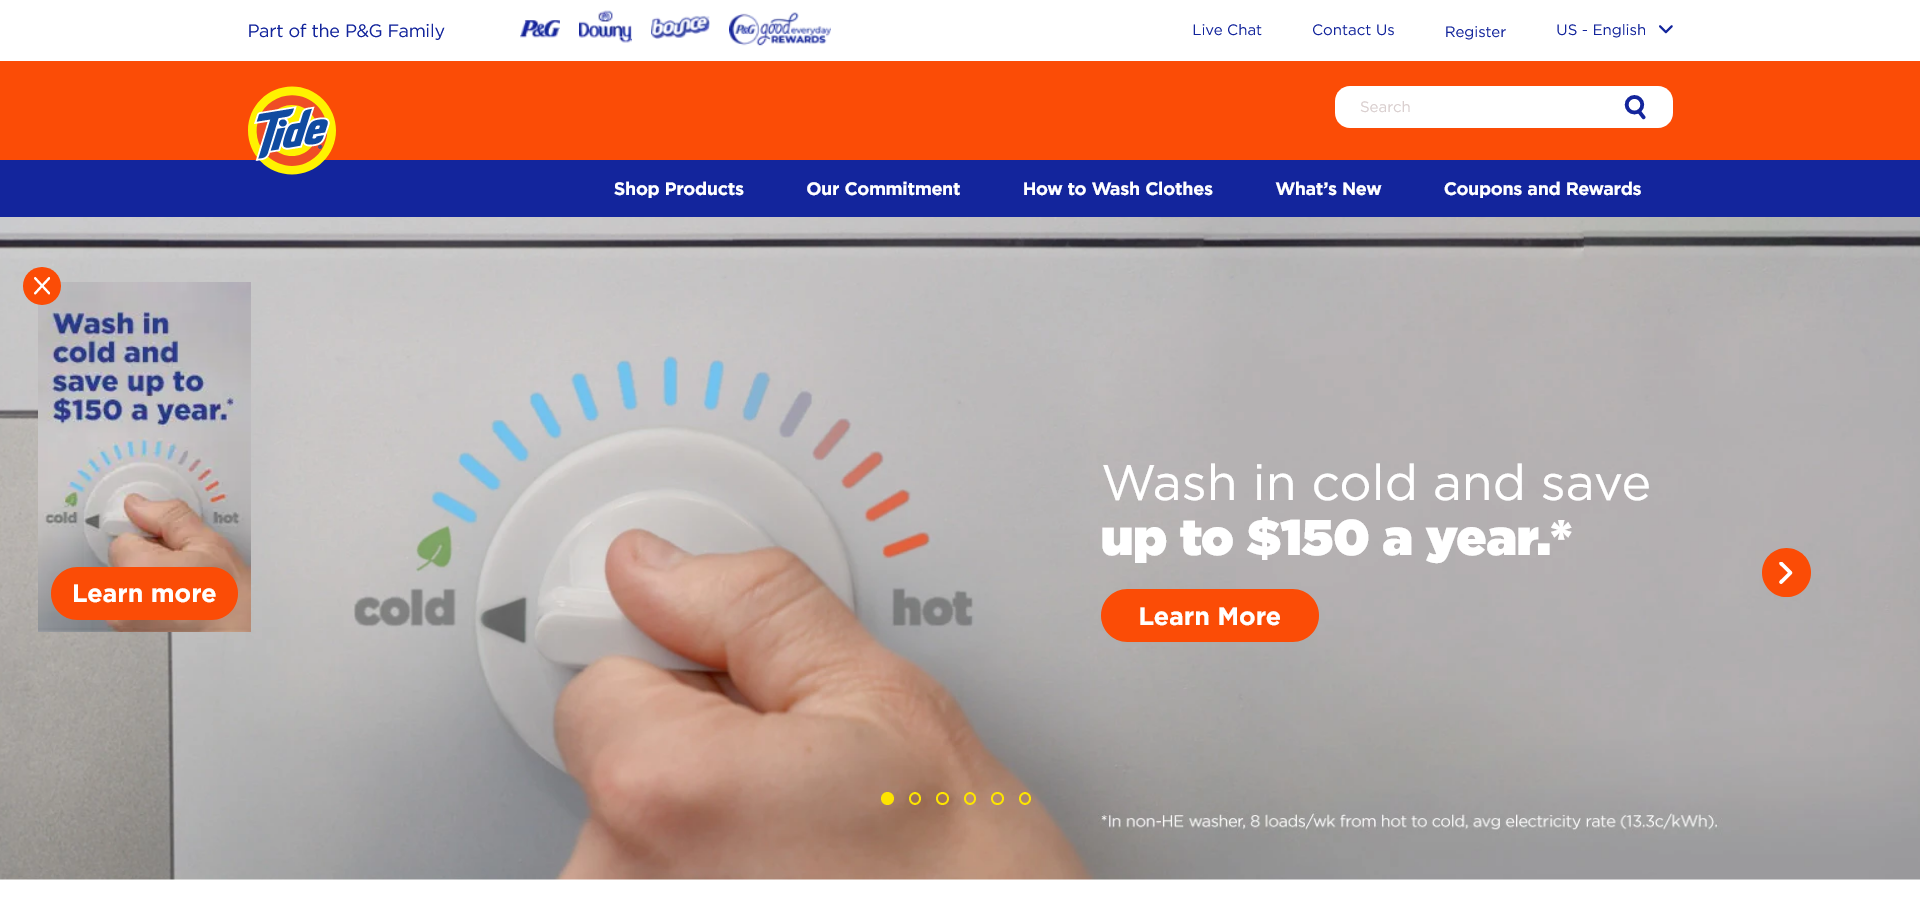 Part of the P&G Family
P&G
Downy
bounce
P&G good everyday REWARDS
Live Chat
Contact Us
Register
US - English
Tide
Search
Shop Products
Our Commitment
How to Wash Clothes
What's New
Coupons and Rewards
Wash in
cold and
save up to
$150 a year.*
cold
hot
Learn more
cold
hot
Wash in cold and save
up to $150 a year.*
Learn More
*In non-HE washer, 8 loads/wk from hot to cold, avg electricity rate (13.3c/kWh).